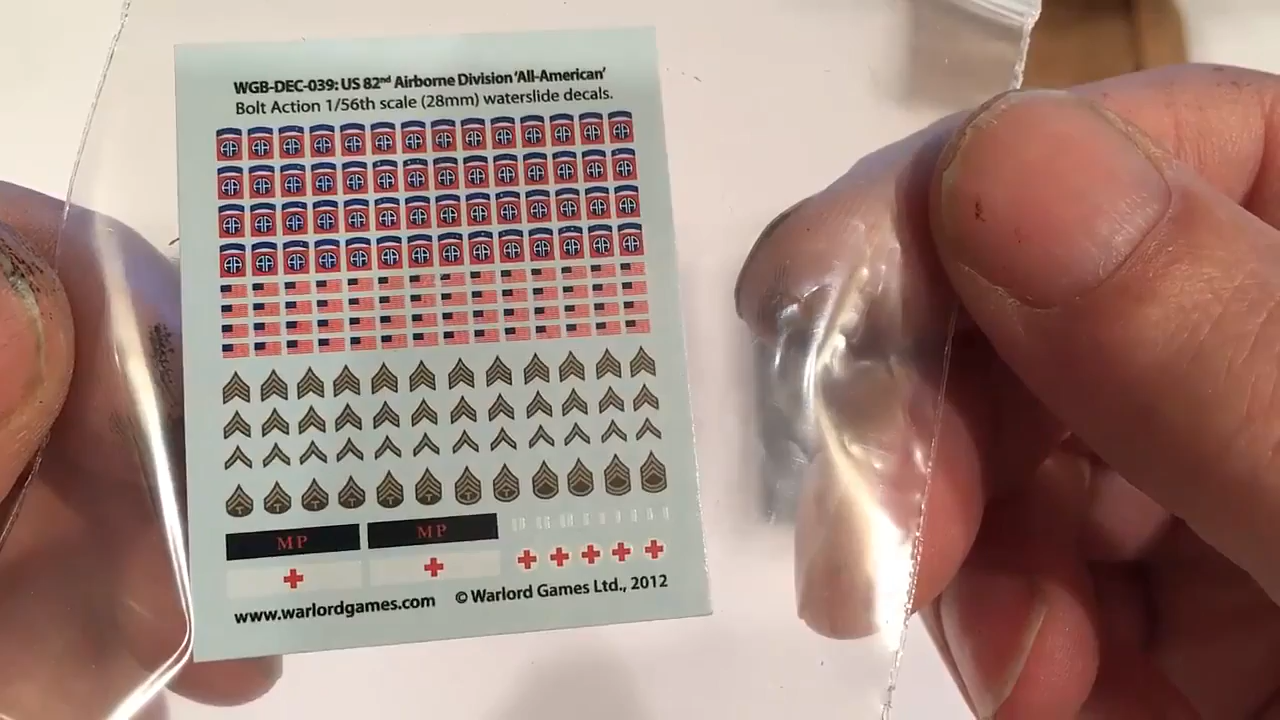 WGB-DEC-039: US 82nd Airborne Division 'All-American'
Bolt Action 1/56th scale (28mm) waterslide decals.
MP MP
www.warlordgames.com © Warlord Games Ltd., 2012